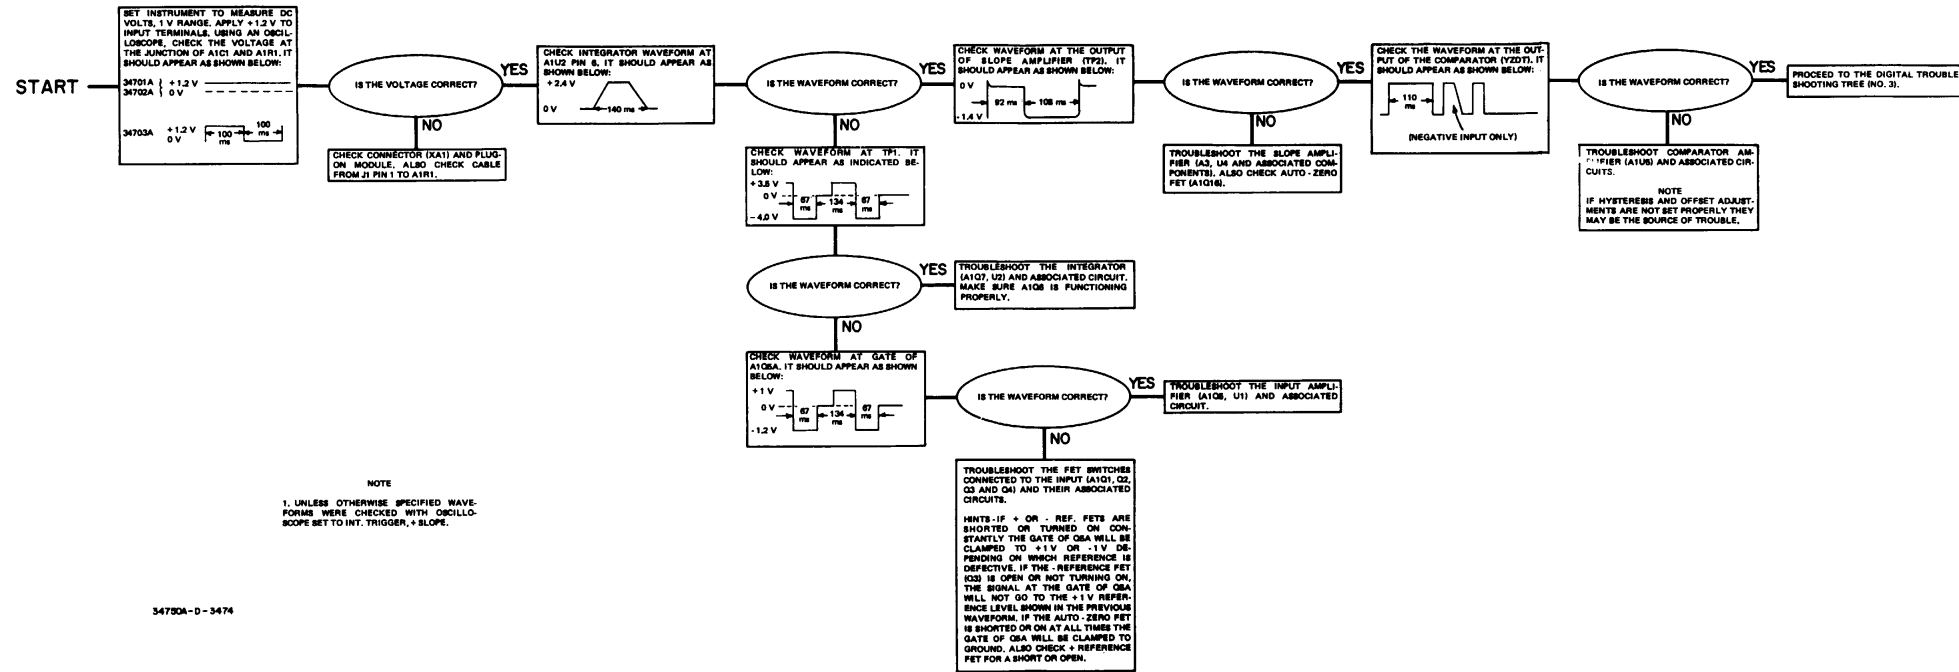 START
SET INSTRUMENT TO MEASURE DC
VOLTS, 1 V RANGE. APPLY +1.2 V TO
INPUT TERMINALS. USING AN OSCIL-
LOSCOPE, CHECK THE VOLTAGE AT
THE JUNCTION OF A1C1 AND A1R1. IT
SHOULD APPEAR AS SHOWN BELOW:
34701A } +1.2 V
34702A } 0 V
34703A +1.2 V
0 V
100
ms
100
ms
IS THE VOLTAGE CORRECT?
YES
NO
CHECK CONNECTOR (XA1) AND PLUG-
ON MODULE. ALSO CHECK CABLE
FROM J1 PIN 1 TO A1R1.
CHECK INTEGRATOR WAVEFORM AT
A1U2 PIN 6. IT SHOULD APPEAR AS
SHOWN BELOW:
+2.4 V
0 V
140 ms
IS THE WAVEFORM CORRECT?
YES
NO
CHECK WAVEFORM AT THE OUTPUT
OF SLOPE AMPLIFIER (TP2). IT
SHOULD APPEAR AS SHOWN BELOW:
0 V
92 ms
108 ms
-1.4 V
IS THE WAVEFORM CORRECT?
YES
NO
TROUBLESHOOT THE SLOPE AMPLI-
FIER (A3, U4 AND ASSOCIATED COM-
PONENTS). ALSO CHECK AUTO-ZERO
FET (A1Q16).
CHECK THE WAVEFORM AT THE OUT-
PUT OF THE COMPARATOR (YZDT). IT
SHOULD APPEAR AS SHOWN BELOW:
110
ms
(NEGATIVE INPUT ONLY)
IS THE WAVEFORM CORRECT?
YES
NO
PROCEED TO THE DIGITAL TROUBLE
SHOOTING TREE (NO. 3).
TROUBLESHOOT COMPARATOR AM-
PLIFIER (A1U5) AND ASSOCIATED CIR-
CUITS.
NOTE
IF HYSTERESIS AND OFFSET ADJUST-
MENTS ARE NOT SET PROPERLY THEY
MAY BE THE SOURCE OF TROUBLE.
CHECK WAVEFORM AT TP1. IT
SHOULD APPEAR AS INDICATED BE-
LOW:
+3.5 V
0 V
-4.0 V
67
ms
134
ms
67
ms
IS THE WAVEFORM CORRECT?
YES
NO
TROUBLESHOOT THE INTEGRATOR
(A1Q7, U2) AND ASSOCIATED CIRCUIT.
MAKE SURE A1Q6 IS FUNCTIONING
PROPERLY.
CHECK WAVEFORM AT GATE OF
A1Q5A. IT SHOULD APPEAR AS SHOWN
BELOW:
+1 V
0 V
-1.2 V
67
ms
134
ms
67
ms
IS THE WAVEFORM CORRECT?
YES
NO
TROUBLESHOOT THE INPUT AMPLI-
FIER (A1Q5, U1) AND ASSOCIATED
CIRCUIT.
TROUBLESHOOT THE FET SWITCHES
CONNECTED TO THE INPUT (A1Q1, Q2,
Q3 AND Q4) AND THEIR ASSOCIATED
CIRCUITS.
HINTS-IF + OR - REF. FETS ARE
SHORTED OR TURNED ON CON-
STANTLY THE GATE OF Q5A WILL BE
CLAMPED TO +1 V OR -1 V DE-
PENDING ON WHICH REFERENCE IS
DEFECTIVE. IF THE - REFERENCE FET
(Q3) IS OPEN OR NOT TURNING ON,
THE SIGNAL AT THE GATE OF Q5A
WILL NOT GO TO THE +1 V REFER-
ENCE LEVEL SHOWN IN THE PREVIOUS
WAVEFORM. IF THE AUTO-ZERO FET
IS SHORTED OR ON AT ALL TIMES THE
GATE OF Q5A WILL BE CLAMPED TO
GROUND. ALSO CHECK + REFERENCE
FET FOR A SHORT OR OPEN.
NOTE
1. UNLESS OTHERWISE SPECIFIED WAVE-
FORMS WERE CHECKED WITH OSCILLO-
SCOPE SET TO INT. TRIGGER, + SLOPE.
34750A-D-3474